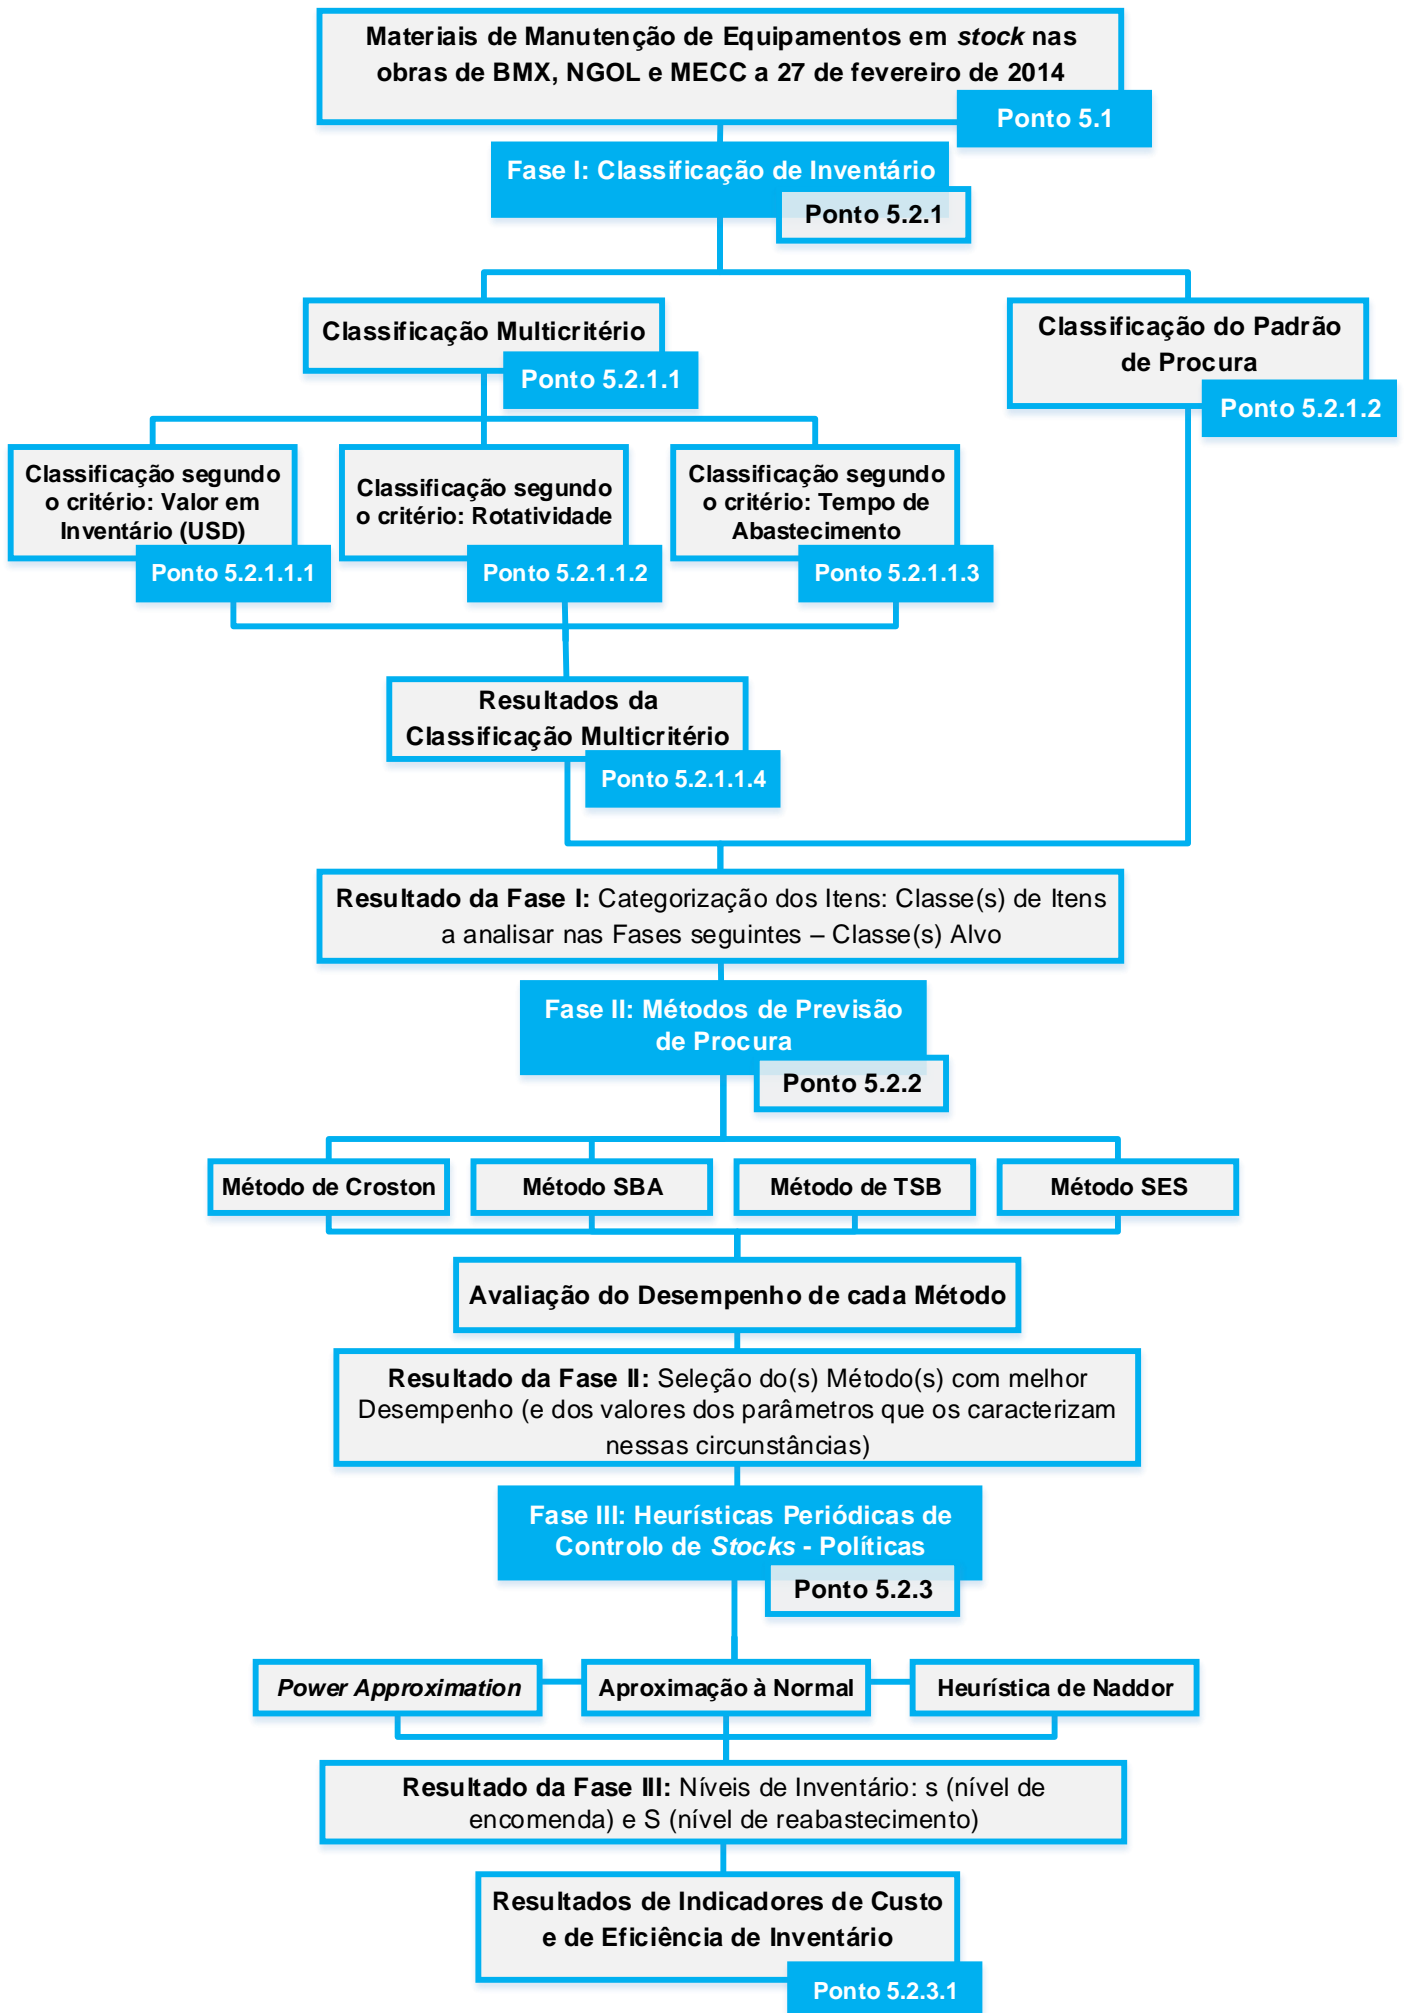 Materiais de Manutenção de Equipamentos em stock nas
obras de BMX, NGOL e MECC a 27 de fevereiro de 2014
Ponto 5.1
Fase I: Classificação de Inventário
Ponto 5.2.1
Classificação Multicritério
Ponto 5.2.1.1
Classificação do Padrão
de Procura
Ponto 5.2.1.2
Classificação segundo
o critério: Valor em
Inventário (USD)
Ponto 5.2.1.1.1
Classificação segundo
o critério: Rotatividade
Ponto 5.2.1.1.2
Classificação segundo
o critério: Tempo de
Abastecimento
Ponto 5.2.1.1.3
Resultados da
Classificação Multicritério
Ponto 5.2.1.1.4
Resultado da Fase I: Categorização dos Itens: Classe(s) de Itens
a analisar nas Fases seguintes – Classe(s) Alvo
Fase II: Métodos de Previsão
de Procura
Ponto 5.2.2
Método de Croston
Método SBA
Método de TSB
Método SES
Avaliação do Desempenho de cada Método
Resultado da Fase II: Seleção do(s) Método(s) com melhor
Desempenho (e dos valores dos parâmetros que os caracterizam
nessas circunstâncias)
Fase III: Heurísticas Periódicas de
Controlo de Stocks - Políticas
Ponto 5.2.3
Power Approximation
Aproximação à Normal
Heurística de Naddor
Resultado da Fase III: Níveis de Inventário: s (nível de
encomenda) e S (nível de reabastecimento)
Resultados de Indicadores de Custo
e de Eficiência de Inventário
Ponto 5.2.3.1